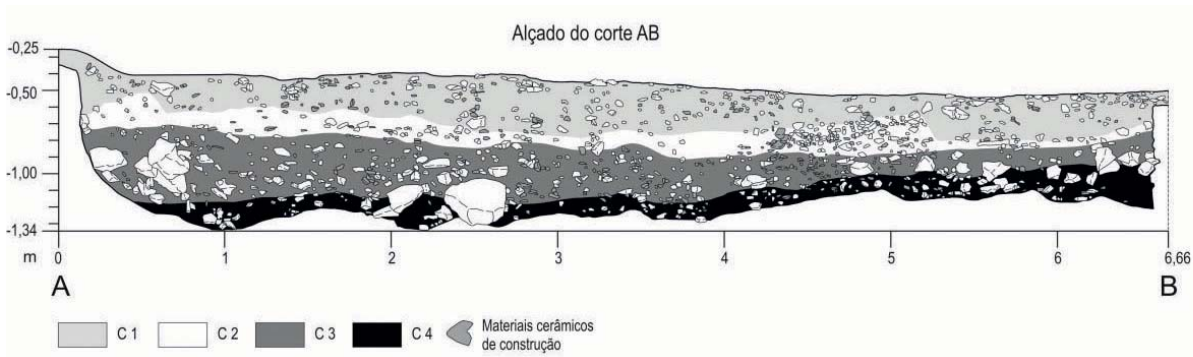 Alçado do corte AB
-0,25
-0,50
-1,00
-1,34
m 0 1 2 3 4 5 6 6,66
A B
C 1 C 2 C 3 C 4 Materiais cerâmicos
de construção